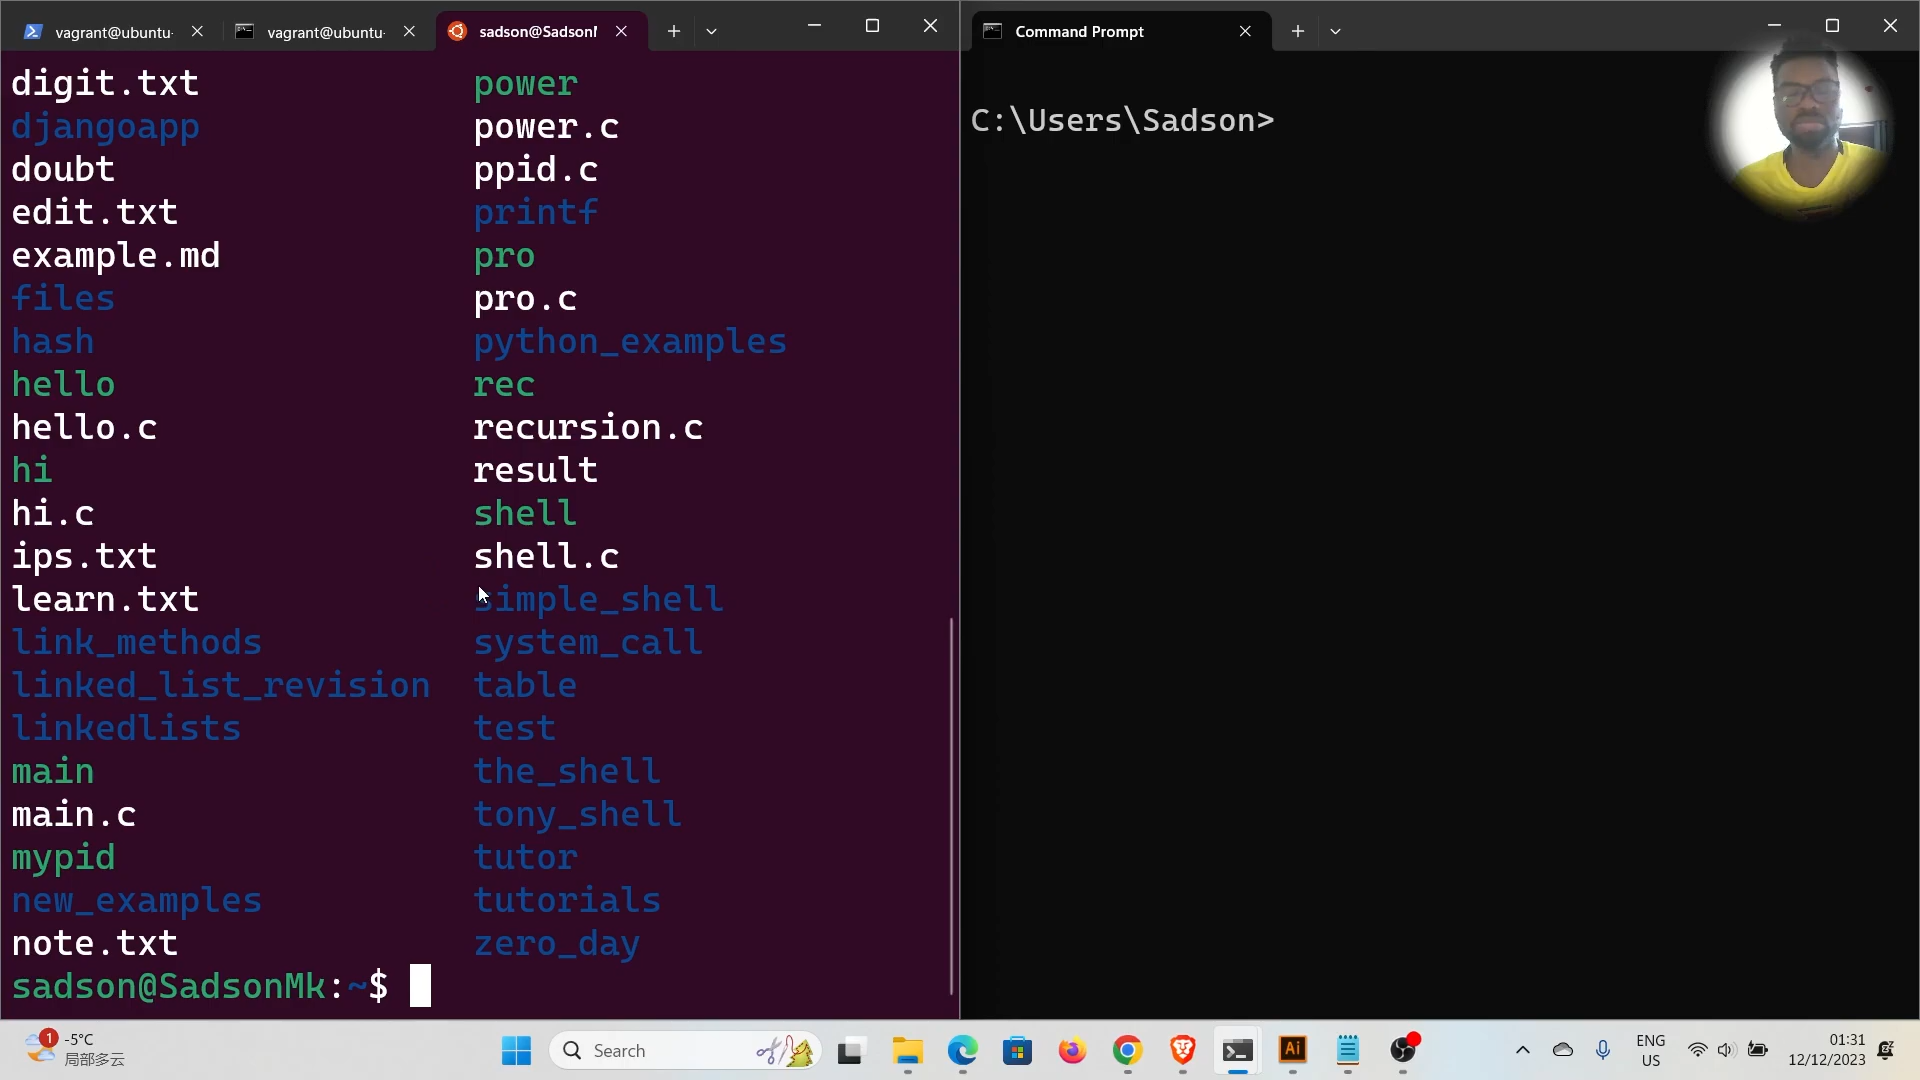 vagrant@ubuntu-
vagrant@ubuntu-
sadson@SadsonM
Command Prompt
digit.txt power
djangoapp power.c
doubt ppid.c
edit.txt printf
example.md pro
files pro.c
hash python_examples
hello rec
hello.c recursion.c
hi result
hi.c shell
ips.txt shell.c
learn.txt simple_shell
link_methods system_call
linked_list_revision table
linkedlists test
main the_shell
main.c tony_shell
mypid tutor
new_examples tutorials
note.txt zero_day
sadson@SadsonMk:~$
C:\Users\Sadson>
1
-5°C
局部多云
Search
Ai
ENG
US
01:31
12/12/2023